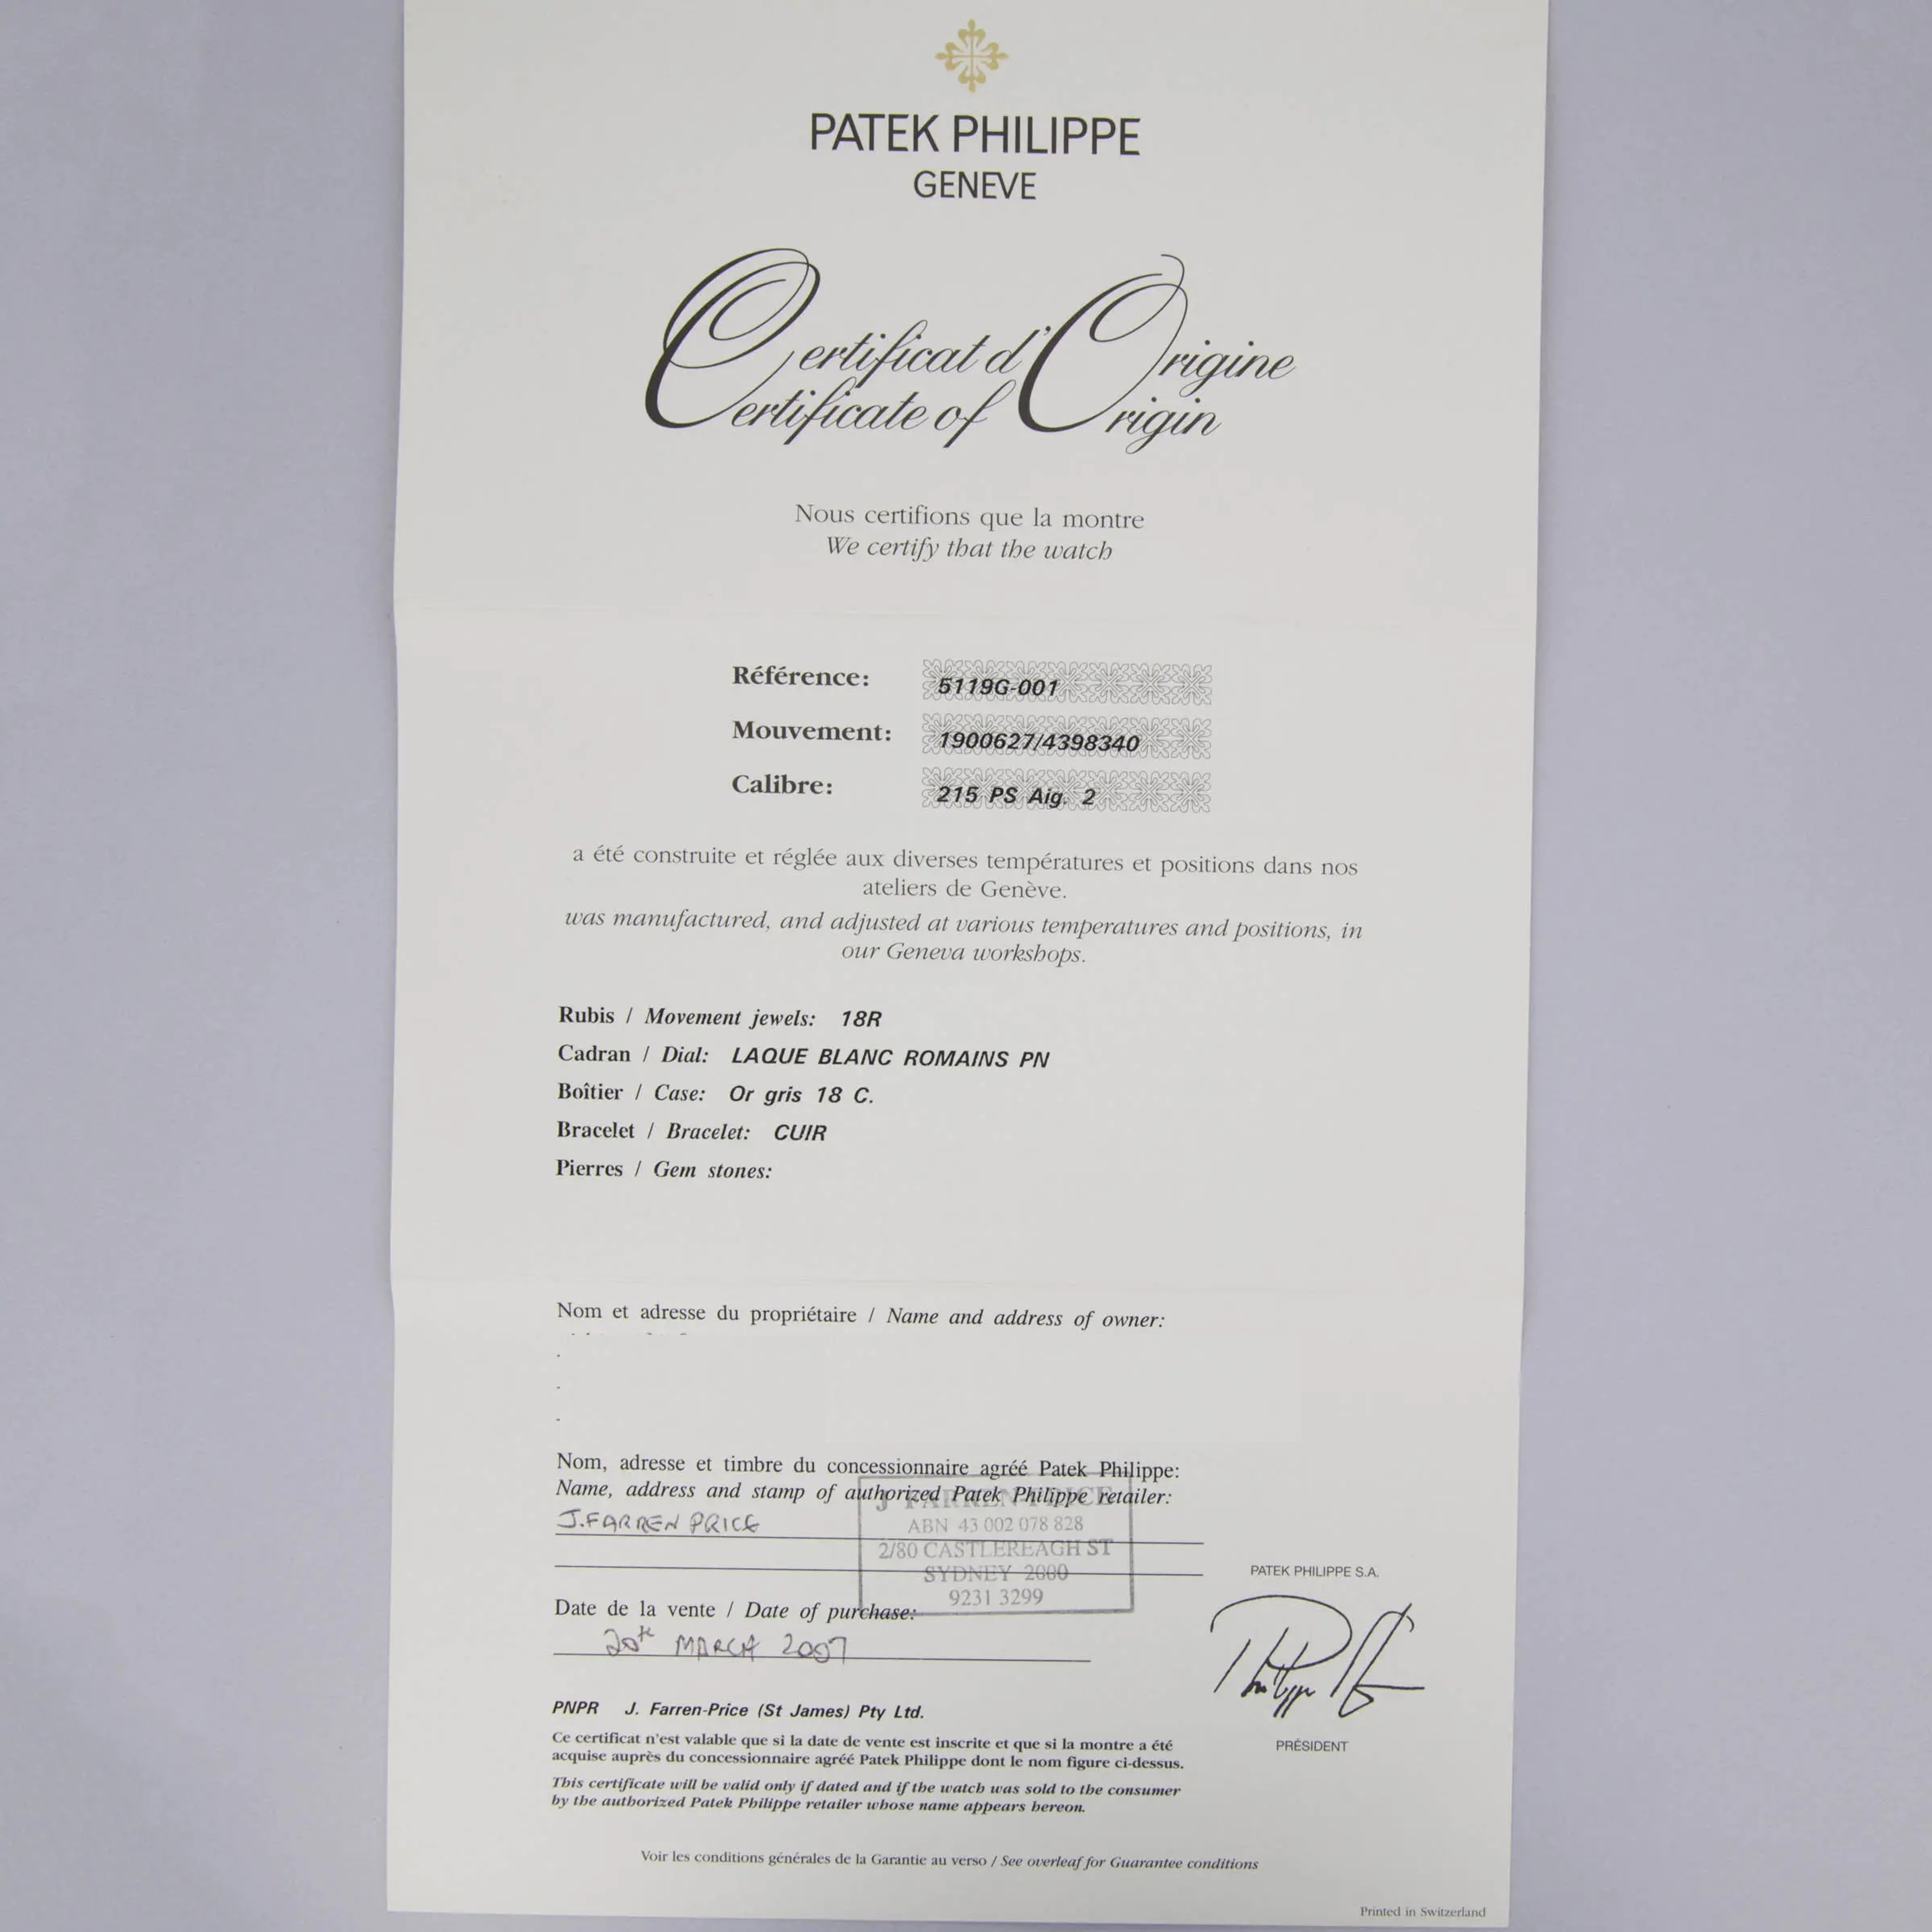 PATEK PHILIPPE
GENEVE
Certificat d'Origine
Certificate of Origin
Nous certifions que la montre
We certify that the watch
Référence: 5119G-001
Mouvement: 1900627/4398340
Calibre: 215 PS Aig. 2
a été construite et réglée aux diverses températures et positions dans nos
ateliers de Genève.
was manufactured, and adjusted at various temperatures and positions, in
our Geneva workshops.
Rubis / Movement jewels: 18R
Cadran / Dial: LAQUE BLANC ROMAINS PN
Boîtier / Case: Or gris 18 C.
Bracelet / Bracelet: CUIR
Pierres / Gem stones:
Nom et adresse du propriétaire / Name and address of owner:
Nom, adresse et timbre du concessionnaire agréé Patek Philippe:
Name, address and stamp of authorized Patek Philippe retailer:
J.FARREN PRICE
J FARREN-PRICE
ABN 43 002 078 828
2/80 CASTLEREAGH ST
SYDNEY 2000
9231 3299
PATEK PHILIPPE S.A.
Date de la vente / Date of purchase:
20th MARCH 2007
PNPR J. Farren-Price (St James) Pty Ltd.
PRÉSIDENT
Ce certificat n'est valable que si la date de vente est inscrite et que si la montre a été
acquise auprès du concessionnaire agréé Patek Philippe dont le nom figure ci-dessus.
This certificate will be valid only if dated and if the watch was sold to the consumer
by the authorized Patek Philippe retailer whose name appears hereon.
Voir les conditions générales de la Garantie au verso / See overleaf for Guarantee conditions
Printed in Switzerland